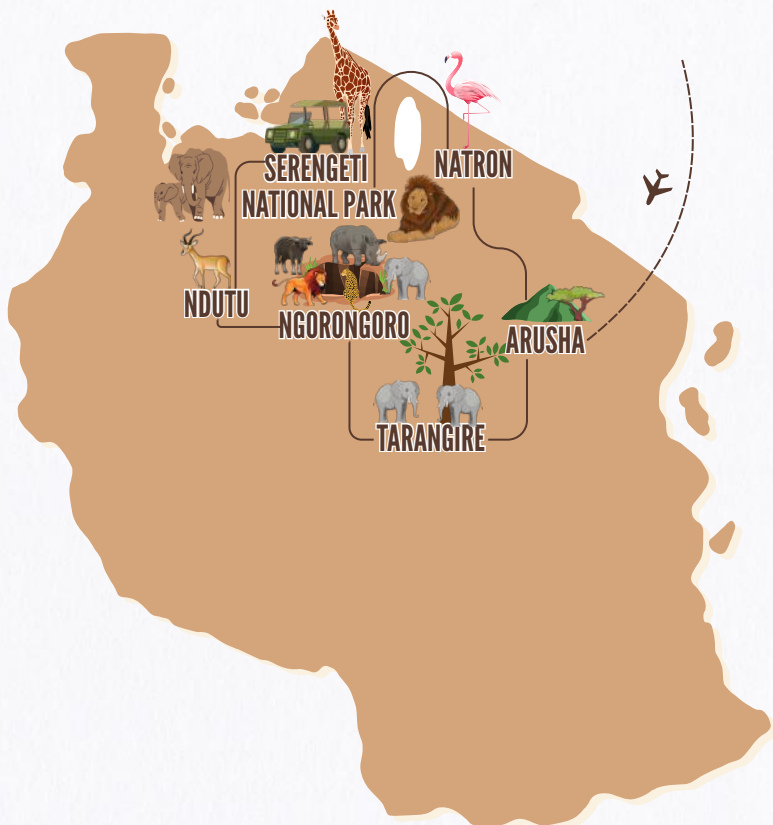 SERENGETI
NATIONAL PARK
NATRON
NDUTU
NGORONGORO
ARUSHA
TARANGIRE